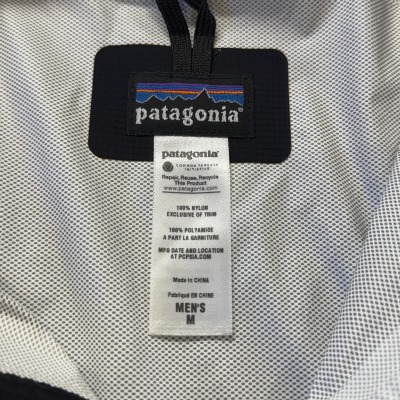 patagonia®
patagonia®
COMMON THREADS
INITIATIVE
Repair, Reuse, Recycle
This Product
www.patagonia.com
100% NYLON
EXCLUSIVE OF TRIM
100% POLYAMIDE
A PART LA GARNITURE
MFG DATE AND LOCATION
AT PCPSIA.COM
Made in CHINA
Fabriqué EN CHINE
MEN'S
M